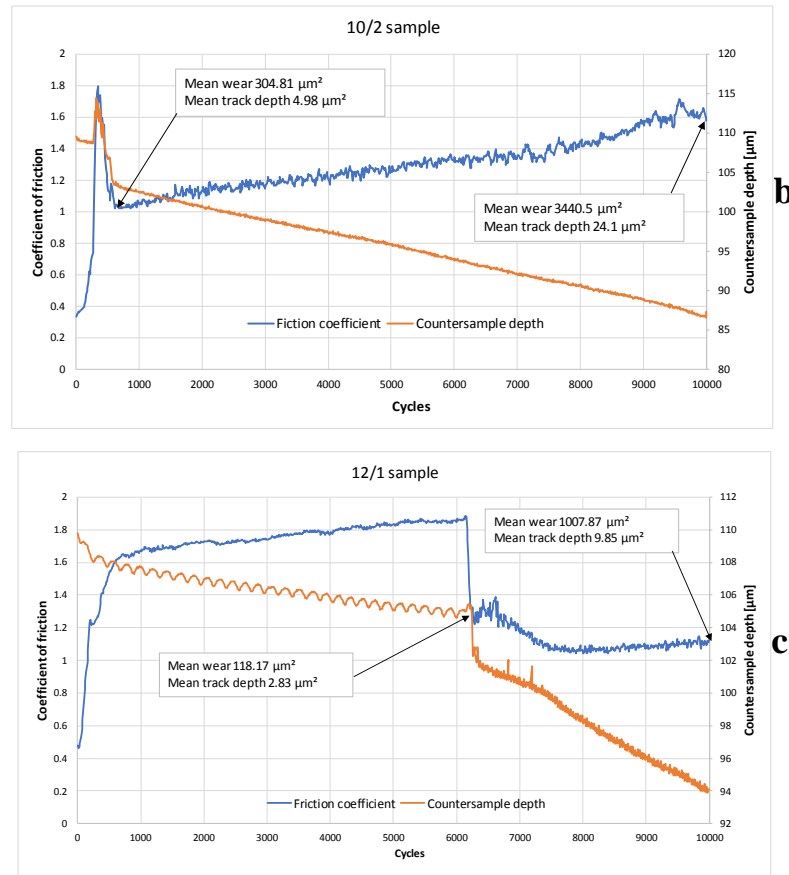 10/2 sample
2
1.8
1.6
1.4
1.2
1
0.8
0.6
0.4
0.2
0
Coefficient of friction
Mean wear 304.81 µm²
Mean track depth 4.98 µm²
Mean wear 3440.5 µm²
Mean track depth 24.1 µm²
Fiction coefficient Countersample depth
120
115
110
105
100
95
90
85
80
Countersample depth [µm]
b
0 1000 2000 3000 4000 5000 6000 7000 8000 9000 10000
Cycles
12/1 sample
2
1.8
1.6
1.4
1.2
1
0.8
0.6
0.4
0.2
0
Coefficient of friction
Mean wear 1007.87 µm²
Mean track depth 9.85 µm²
Mean wear 118.17 µm²
Mean track depth 2.83 µm²
Friction coefficient Countersample depth
112
110
108
106
104
102
100
98
96
94
92
Countersample depth [µm]
c
0 1000 2000 3000 4000 5000 6000 7000 8000 9000 10000
Cycles